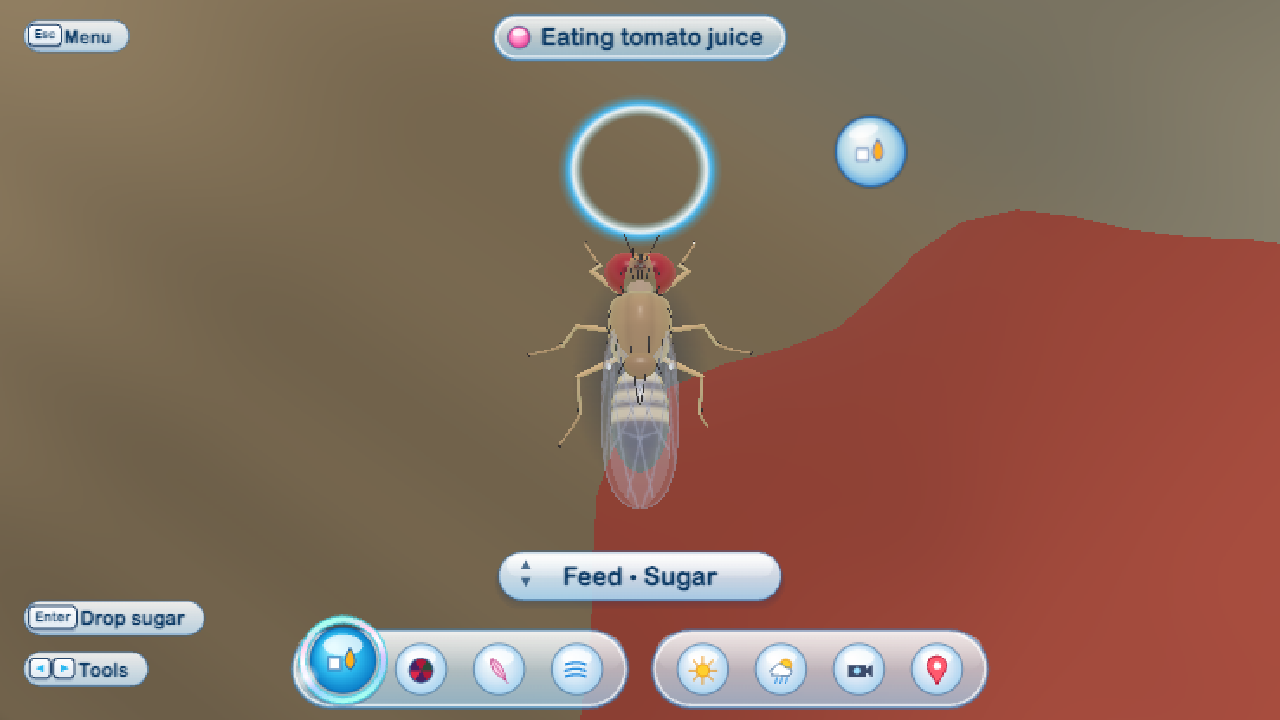 Esc Menu
Eating tomato juice
Feed • Sugar
Enter Drop sugar
Tools